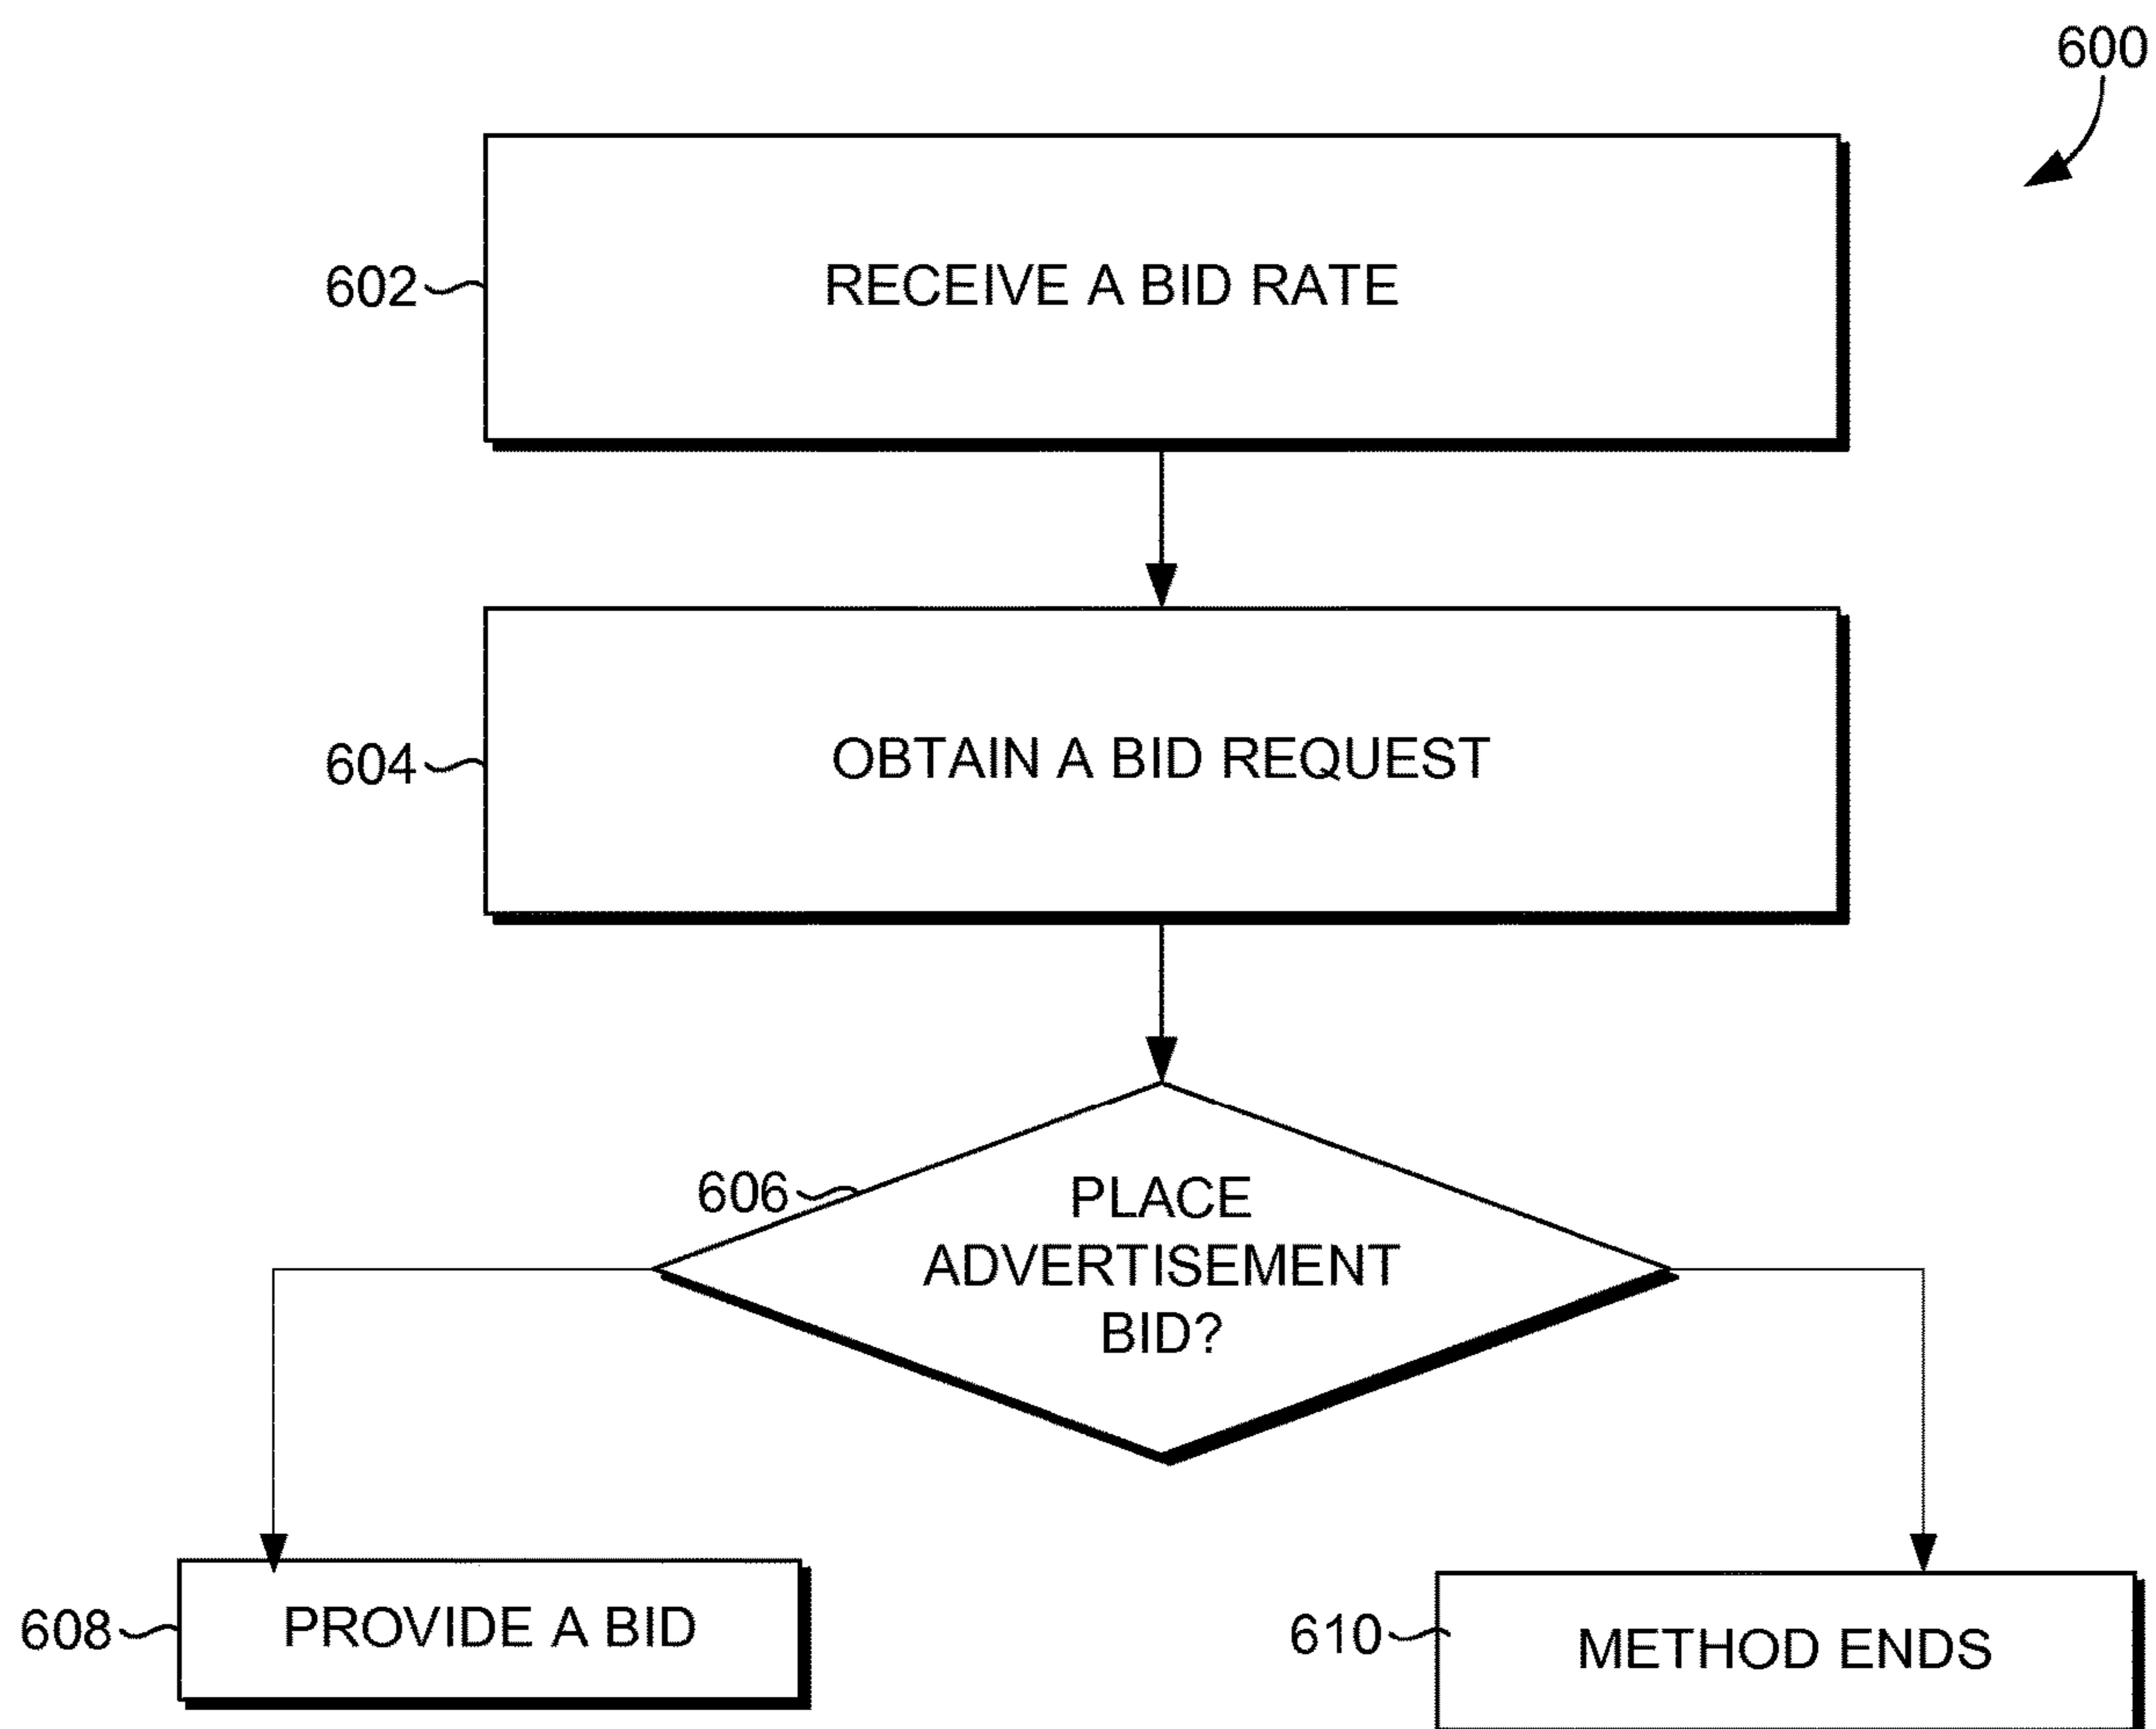 600
602
RECEIVE A BID RATE
604
OBTAIN A BID REQUEST
606
PLACE
ADVERTISEMENT
BID?
608
PROVIDE A BID
610
METHOD ENDS